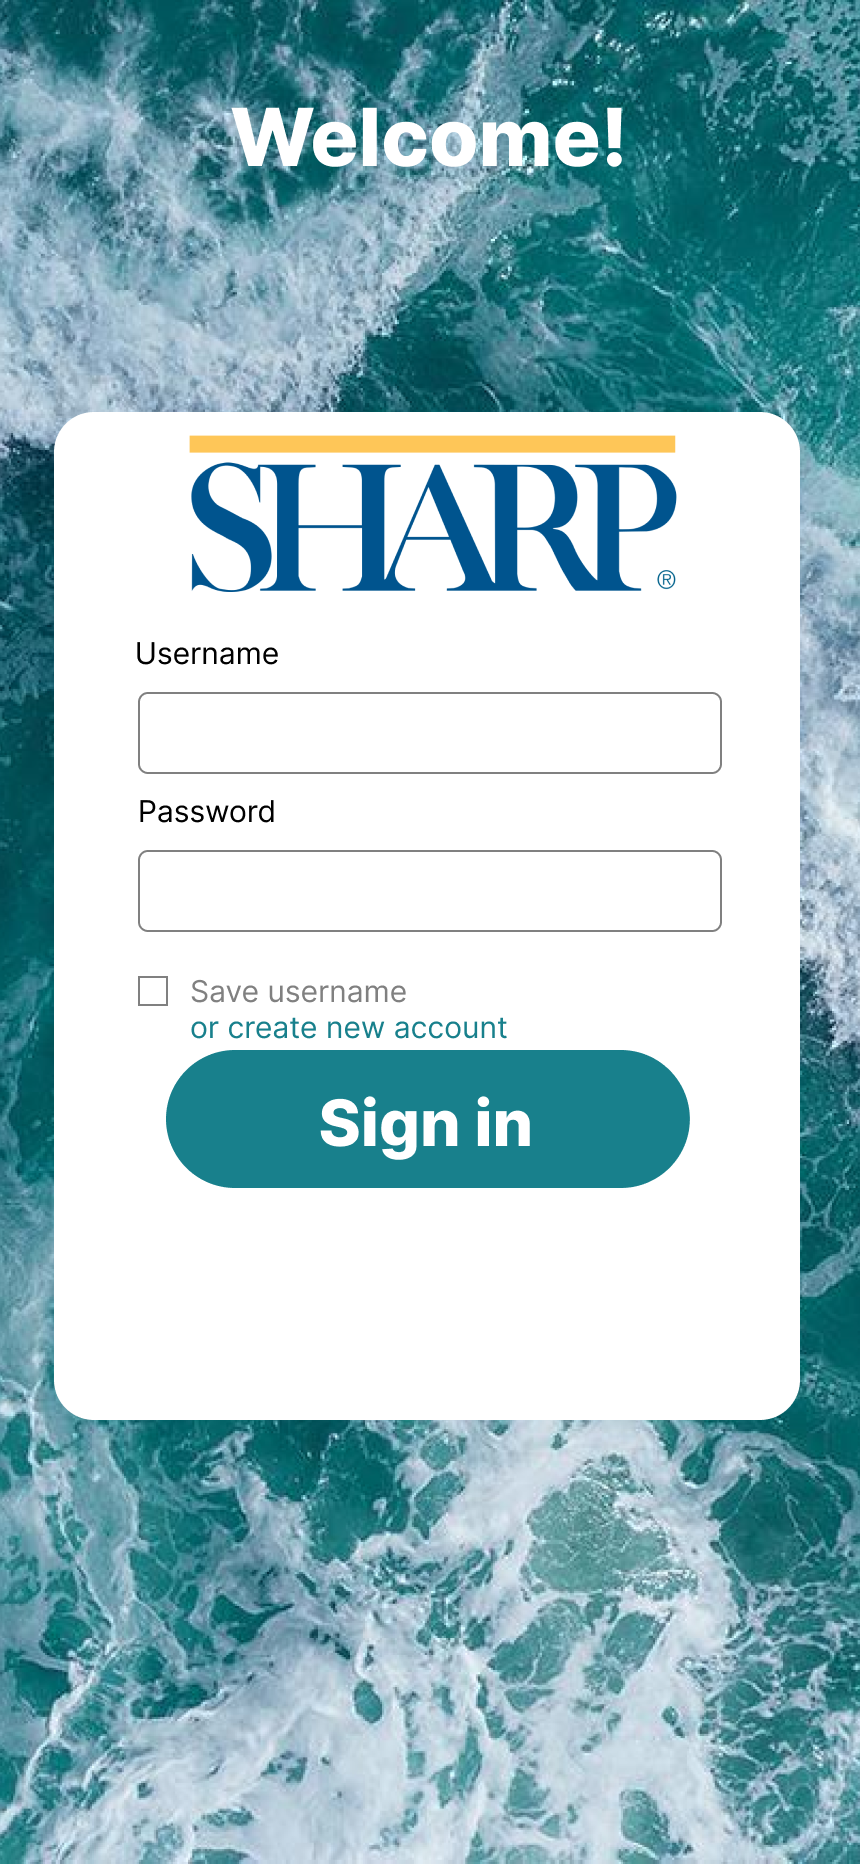 Welcome!
SHARP®
Username
Password
Save username
or create new account
Sign in